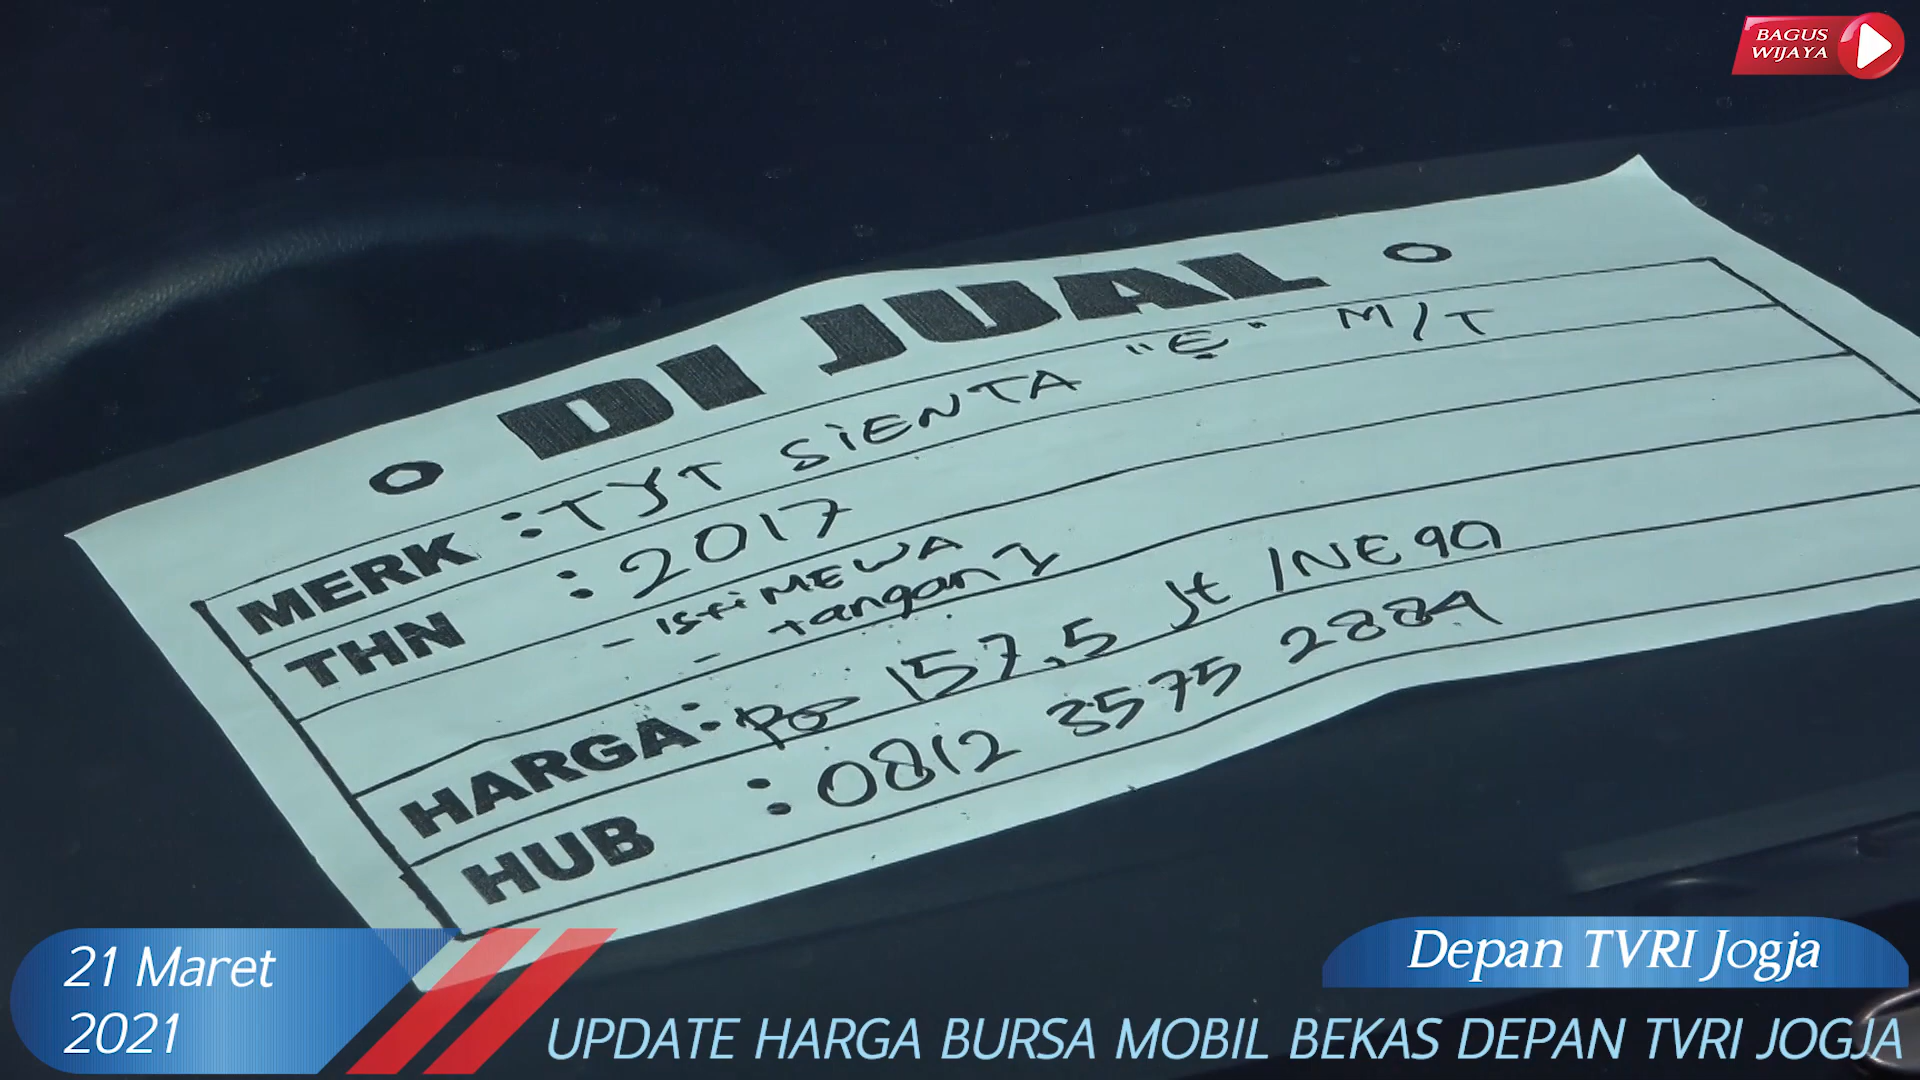 BAGUS
WIJAYA
DI JUAL
MERK : TYT SiENTA "E" M/T
THN : 2017
- IstiMEWA
- tangan 1
HARGA: Rp 157,5 Jt /NEGO
HUB : 0812 3575 2884
21 Maret
2021
Depan TVRI Jogja
UPDATE HARGA BURSA MOBIL BEKAS DEPAN TVRI JOGJA